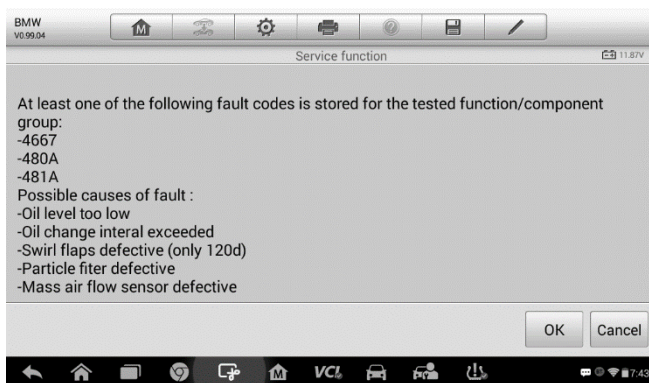 BMW
V0.99.04
M
Service function
11.87V
At least one of the following fault codes is stored for the tested function/component
group:
-4667
-480A
-481A
Possible causes of fault :
-Oil level too low
-Oil change interal exceeded
-Swirl flaps defective (only 120d)
-Particle fiter defective
-Mass air flow sensor defective
OK Cancel
M VCI 7:43